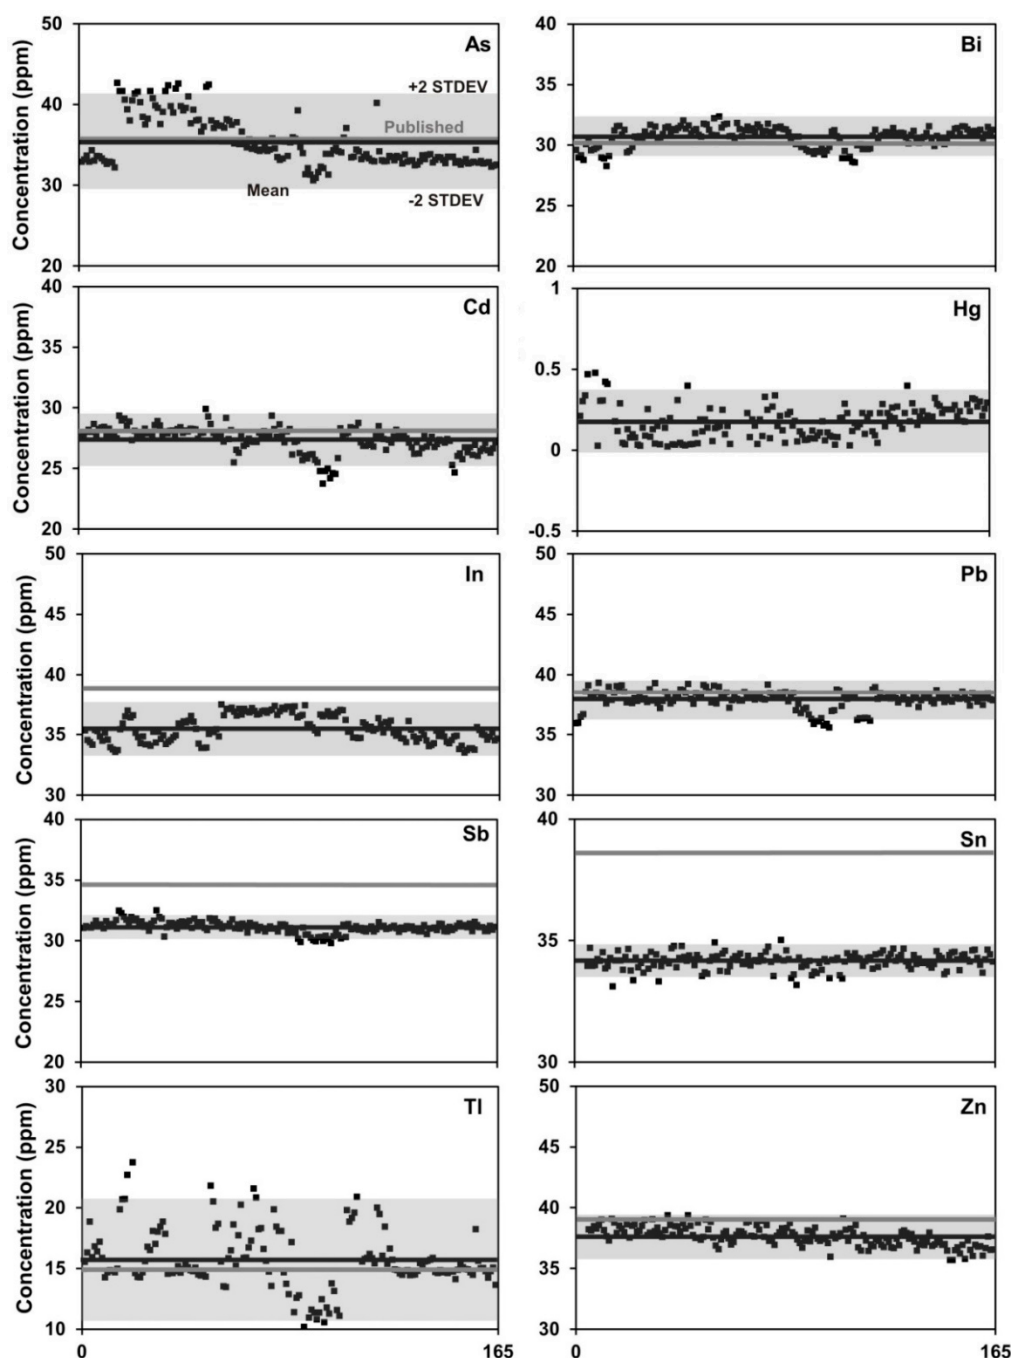 50
40
30
20
Concentration (ppm)
As
+2 STDEV
Published
Mean
-2 STDEV
40
35
30
25
20
Bi
40
35
30
25
20
Concentration (ppm)
Cd
1
0.5
0
-0.5
Hg
50
45
40
35
30
Concentration (ppm)
In
50
45
40
35
30
Pb
40
35
30
25
20
Concentration (ppm)
Sb
40
35
30
Sn
30
25
20
15
10
Concentration (ppm)
Tl
0
165
50
45
40
35
30
Zn
0
165